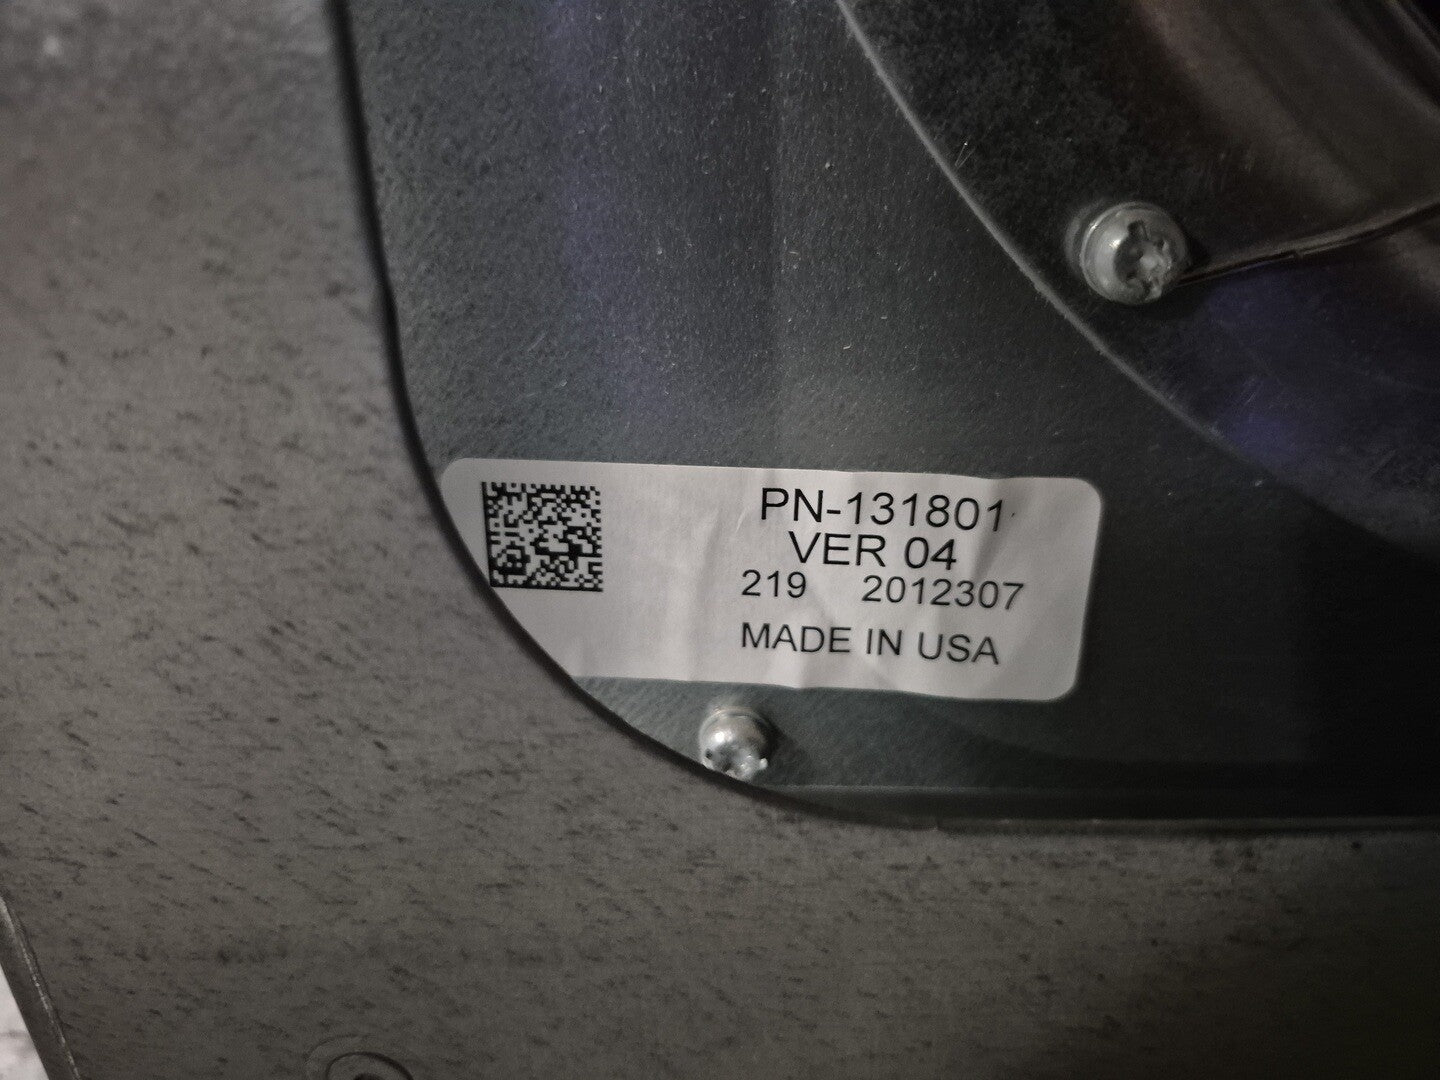 PN-131801
VER 04
219 2012307
MADE IN USA